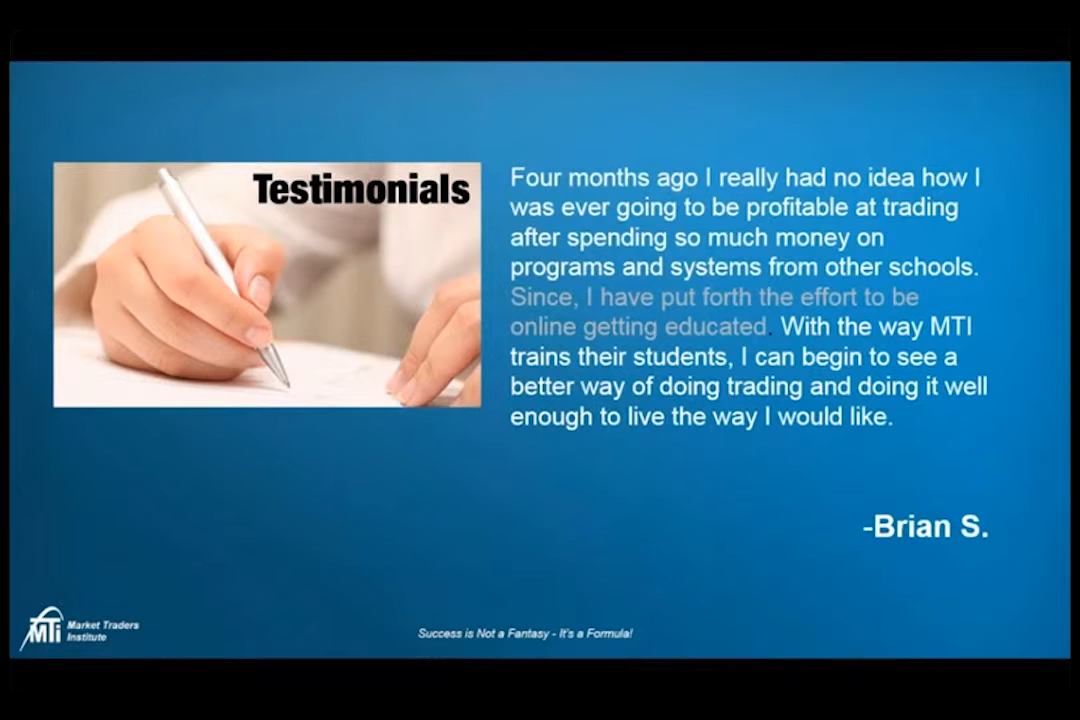 Testimonials
Four months ago I really had no idea how I
was ever going to be profitable at trading
after spending so much money on
programs and systems from other schools.
Since, I have put forth the effort to be
online getting educated. With the way MTI
trains their students, I can begin to see a
better way of doing trading and doing it well
enough to live the way I would like.
-Brian S.
MTi Market Traders
Institute
Success is Not a Fantasy - It's a Formula!